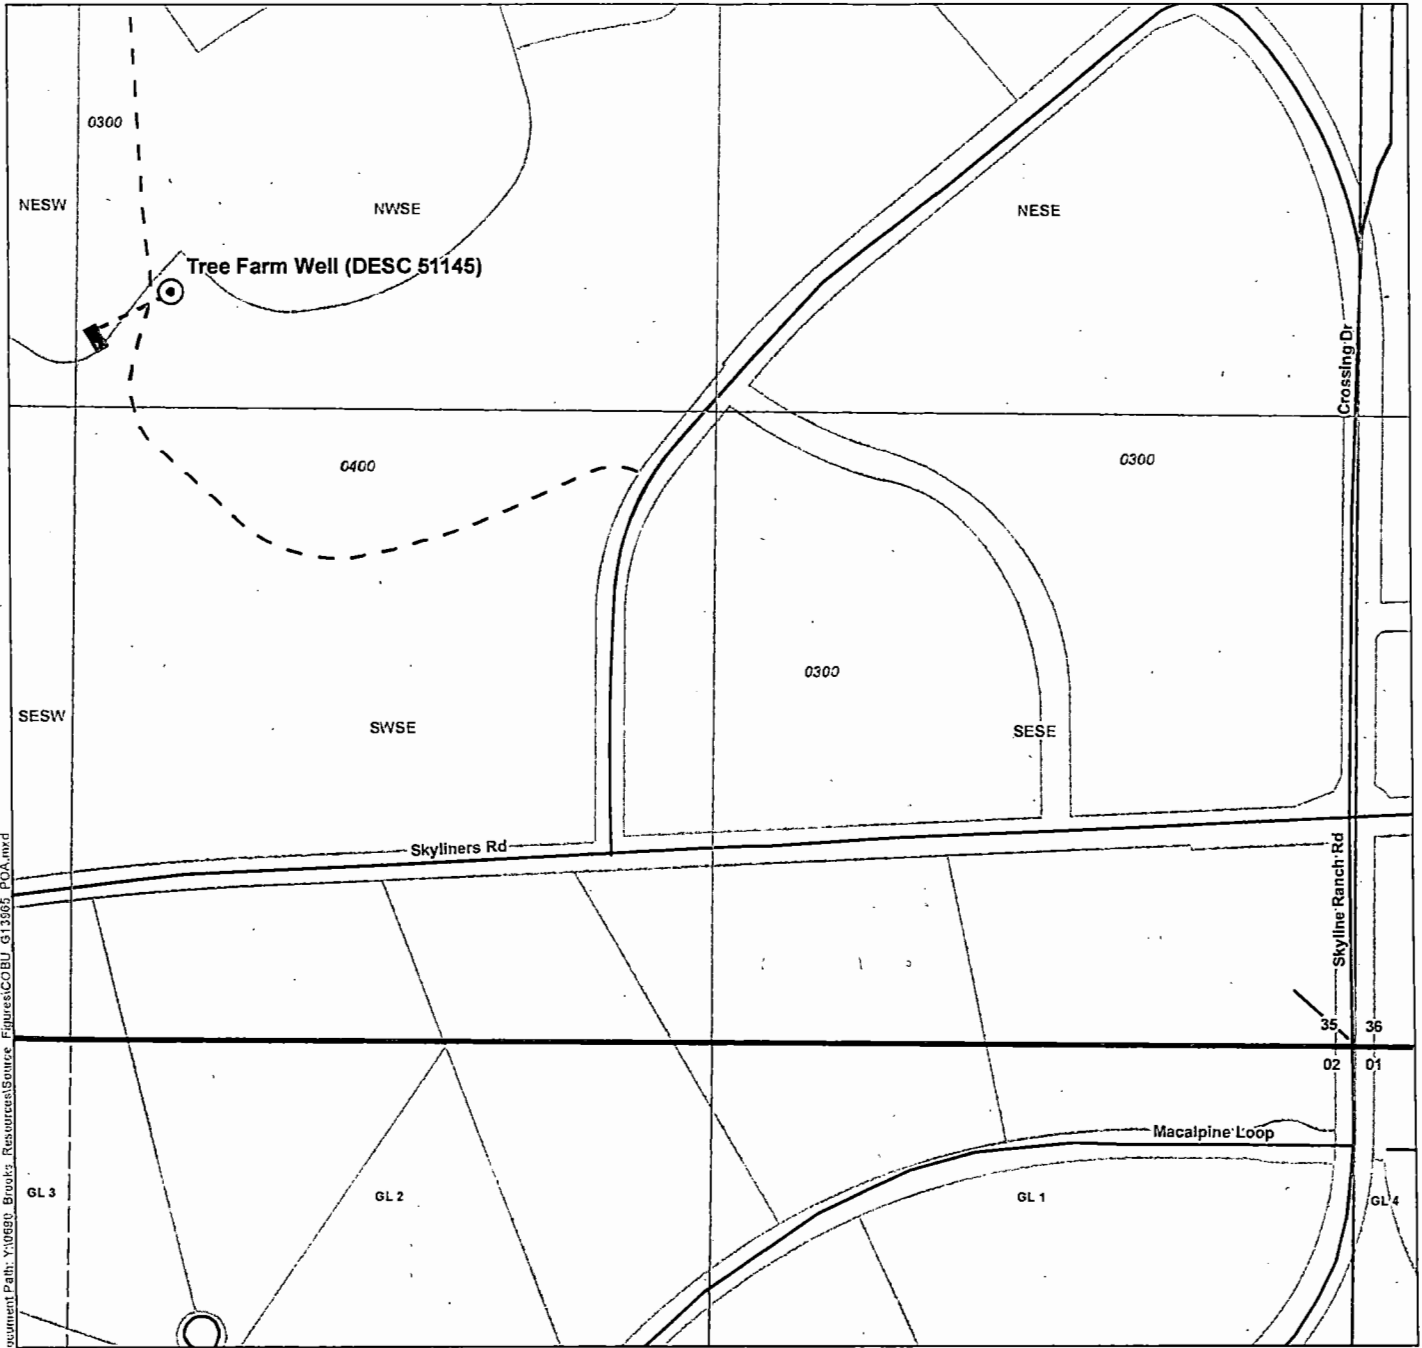 0300
NESW
NWSE
NESE
Tree Farm Well (DESC 51145)
Crossing Dr
0400
0300
0300
SESW
SWSE
SESE
Skyliners Rd
Skyline Ranch Rd
35
36
02
01
Macalpine Loop
GL 3
GL 2
GL 1
GL 4
ocument Path: Y:\0680_Brooks_Resources\Source_Figures\COBU_G13965_POA.mxd